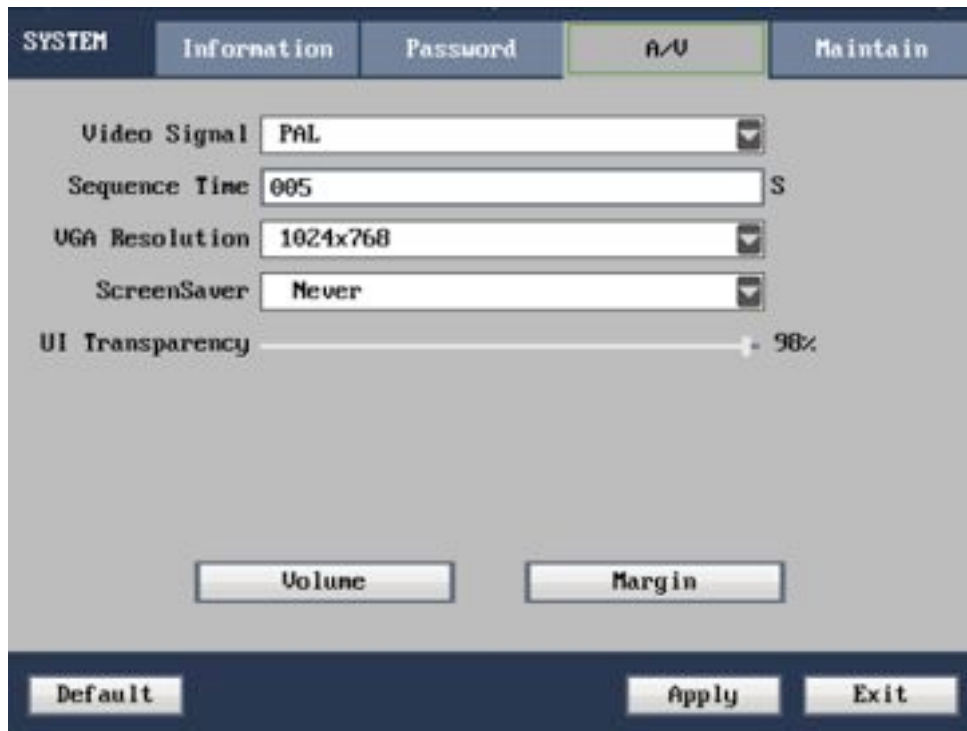 SYSTEM Information Password A/V Maintain
Video Signal PAL
Sequence Time 005 S
VGA Resolution 1024x768
ScreenSaver Never
UI Transparency 98%
Volume Margin
Default Apply Exit